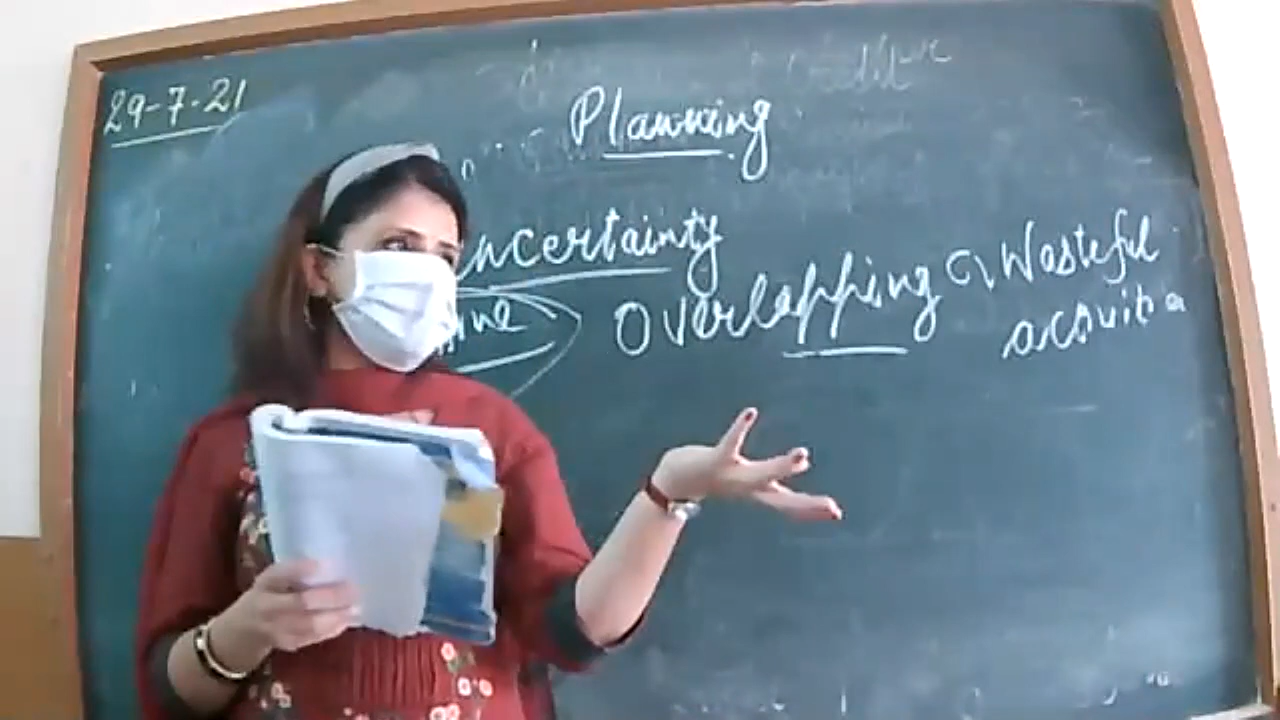 29-7-21
Planning
uncertainty
Overlapping & Wasteful
activities